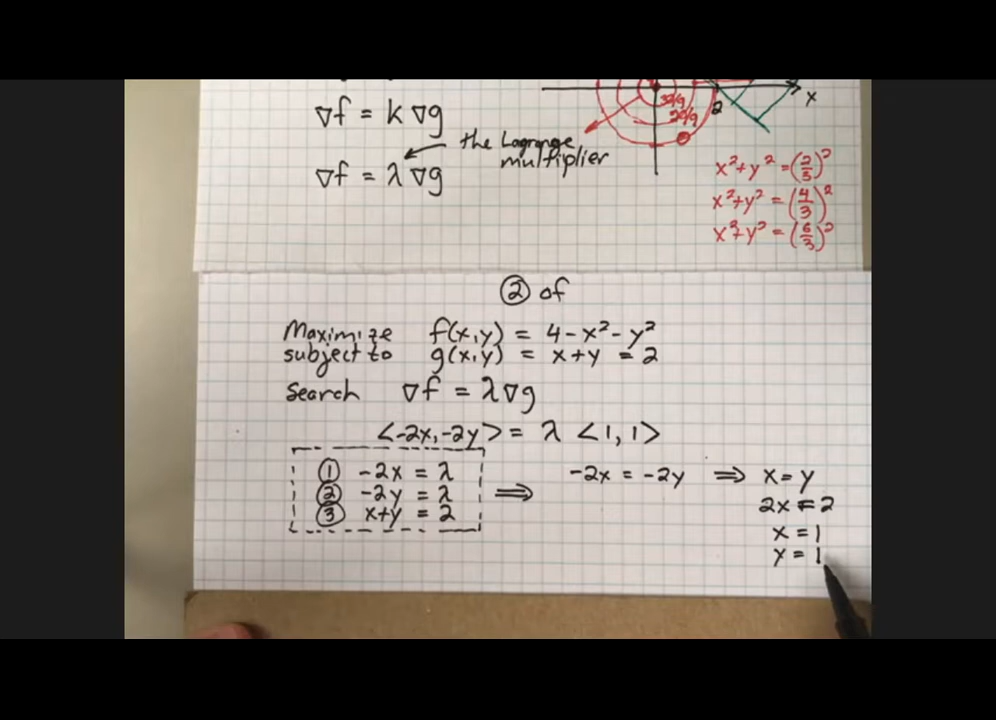 ∇f = k ∇g
the Lagrange
multiplier
∇f = λ ∇g
x
2
x²+y² = (2/3)²
x²+y² = (4/3)²
x²+y² = (6/3)²
② of
Maximize f(x,y) = 4-x²-y²
subject to g(x,y) = x+y = 2
Search ∇f = λ∇g
<-2x,-2y> = λ <1,1>
① -2x = λ
② -2y = λ
③ x+y = 2
⇒ -2x = -2y ⇒ x=y
2x = 2
x = 1
y = 1